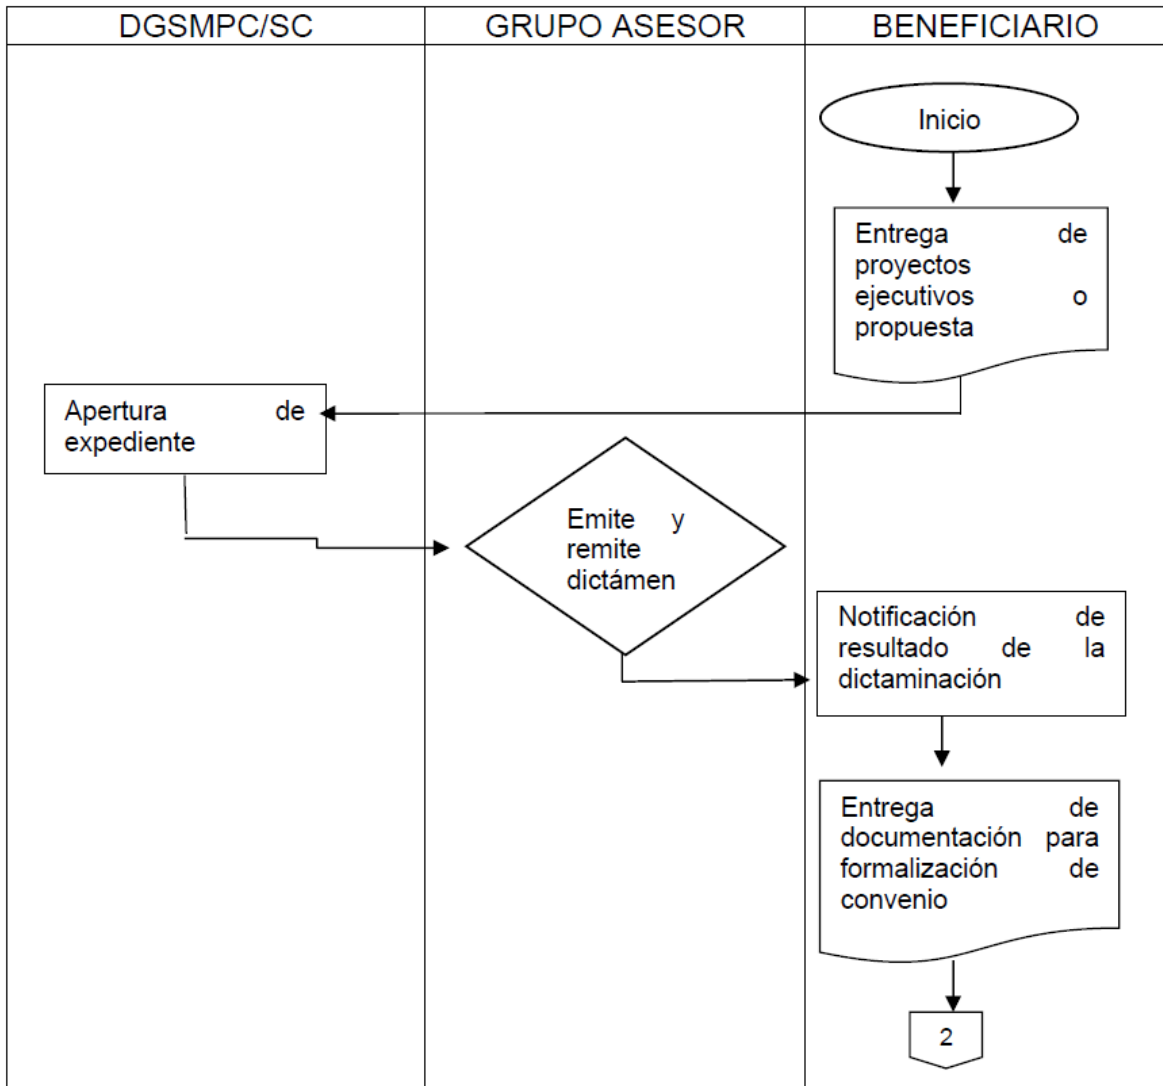 DGSMPC/SC
GRUPO ASESOR
BENEFICIARIO
Inicio
Entrega de
proyectos
ejecutivos o
propuesta
Apertura de
expediente
Emite y
remite
dictámen
Notificación de
resultado de la
dictaminación
Entrega de
documentación para
formalización de
convenio
2